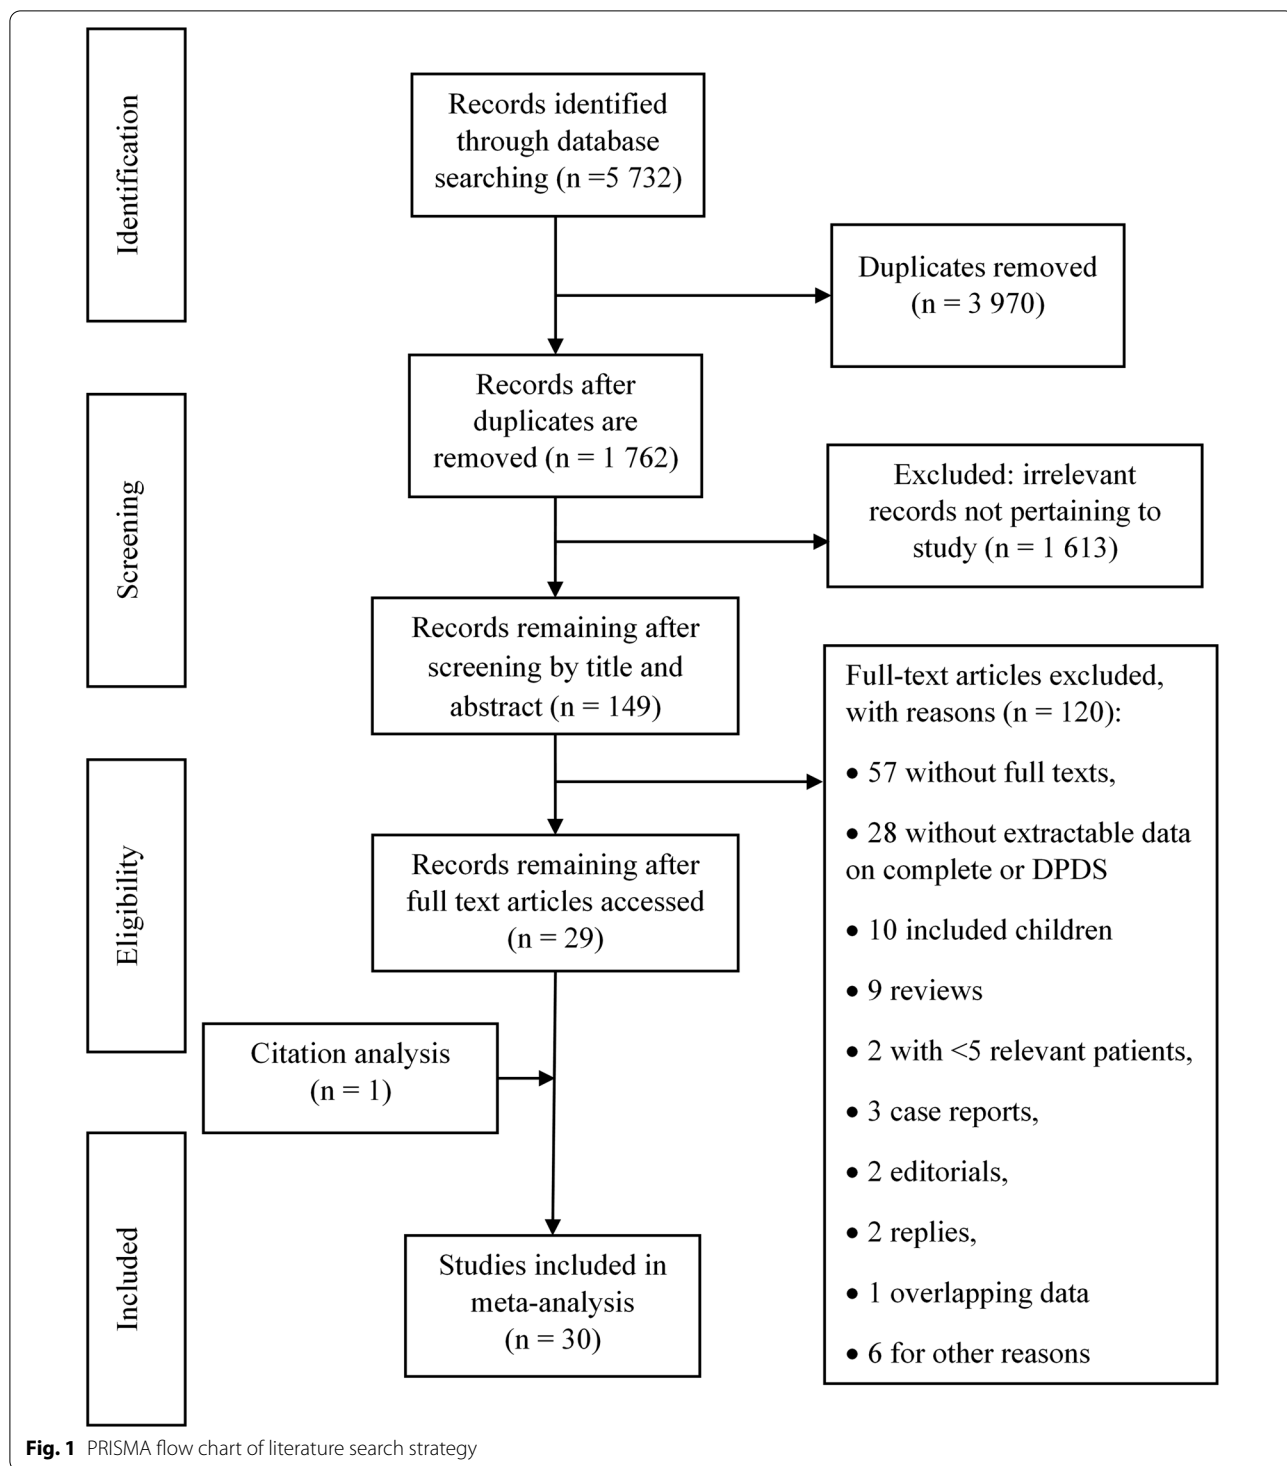 Identification
Records identified
through database
searching (n =5 732)
Duplicates removed
(n = 3 970)
Screening
Records after
duplicates are
removed (n = 1 762)
Excluded: irrelevant
records not pertaining to
study (n = 1 613)
Records remaining after
screening by title and
abstract (n = 149)
Full-text articles excluded,
with reasons (n = 120):
• 57 without full texts,
• 28 without extractable data
on complete or DPDS
• 10 included children
• 9 reviews
• 2 with <5 relevant patients,
• 3 case reports,
• 2 editorials,
• 2 replies,
• 1 overlapping data
• 6 for other reasons
Eligibility
Records remaining after
full text articles accessed
(n = 29)
Citation analysis
(n = 1)
Included
Studies included in
meta-analysis
(n = 30)
Fig. 1 PRISMA flow chart of literature search strategy